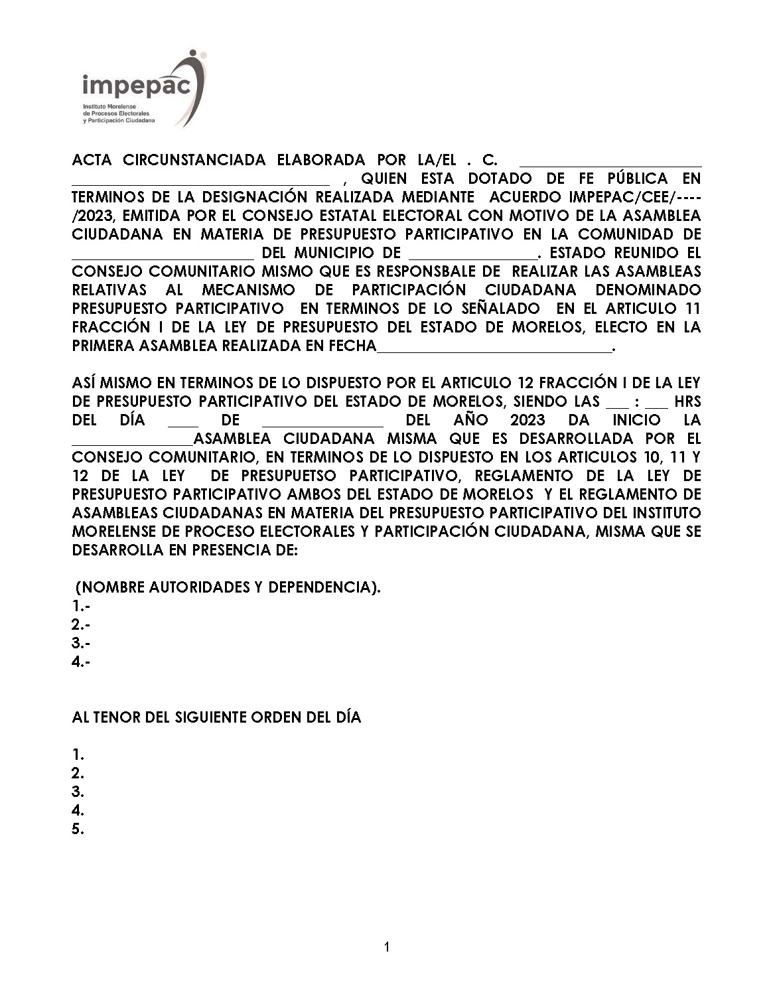 impepac
Instituto Morelense
de Procesos Electorales
y Participación Ciudadana
ACTA CIRCUNSTANCIADA ELABORADA POR LA/EL . C. ________________________
__________________________________ , QUIEN ESTA DOTADO DE FE PÚBLICA EN
TERMINOS DE LA DESIGNACIÓN REALIZADA MEDIANTE ACUERDO IMPEPAC/CEE/----
/2023, EMITIDA POR EL CONSEJO ESTATAL ELECTORAL CON MOTIVO DE LA ASAMBLEA
CIUDADANA EN MATERIA DE PRESUPUESTO PARTICIPATIVO EN LA COMUNIDAD DE
________________________ DEL MUNICIPIO DE _________________. ESTADO REUNIDO EL
CONSEJO COMUNITARIO MISMO QUE ES RESPONSBALE DE REALIZAR LAS ASAMBLEAS
RELATIVAS AL MECANISMO DE PARTICIPACIÓN CIUDADANA DENOMINADO
PRESUPUESTO PARTICIPATIVO EN TERMINOS DE LO SEÑALADO EN EL ARTICULO 11
FRACCIÓN I DE LA LEY DE PRESUPUESTO DEL ESTADO DE MORELOS, ELECTO EN LA
PRIMERA ASAMBLEA REALIZADA EN FECHA_______________________________.
ASÍ MISMO EN TERMINOS DE LO DISPUESTO POR EL ARTICULO 12 FRACCIÓN I DE LA LEY
DE PRESUPUESTO PARTICIPATIVO DEL ESTADO DE MORELOS, SIENDO LAS ___ : ___ HRS
DEL DÍA ____ DE ________________ DEL AÑO 2023 DA INICIO LA
________________ASAMBLEA CIUDADANA MISMA QUE ES DESARROLLADA POR EL
CONSEJO COMUNITARIO, EN TERMINOS DE LO DISPUESTO EN LOS ARTICULOS 10, 11 Y
12 DE LA LEY DE PRESUPUETSO PARTICIPATIVO, REGLAMENTO DE LA LEY DE
PRESUPUESTO PARTICIPATIVO AMBOS DEL ESTADO DE MORELOS Y EL REGLAMENTO DE
ASAMBLEAS CIUDADANAS EN MATERIA DEL PRESUPUESTO PARTICIPATIVO DEL INSTITUTO
MORELENSE DE PROCESO ELECTORALES Y PARTICIPACIÓN CIUDADANA, MISMA QUE SE
DESARROLLA EN PRESENCIA DE:
(NOMBRE AUTORIDADES Y DEPENDENCIA).
1.-
2.-
3.-
4.-
AL TENOR DEL SIGUIENTE ORDEN DEL DÍA
1.
2.
3.
4.
5.
1